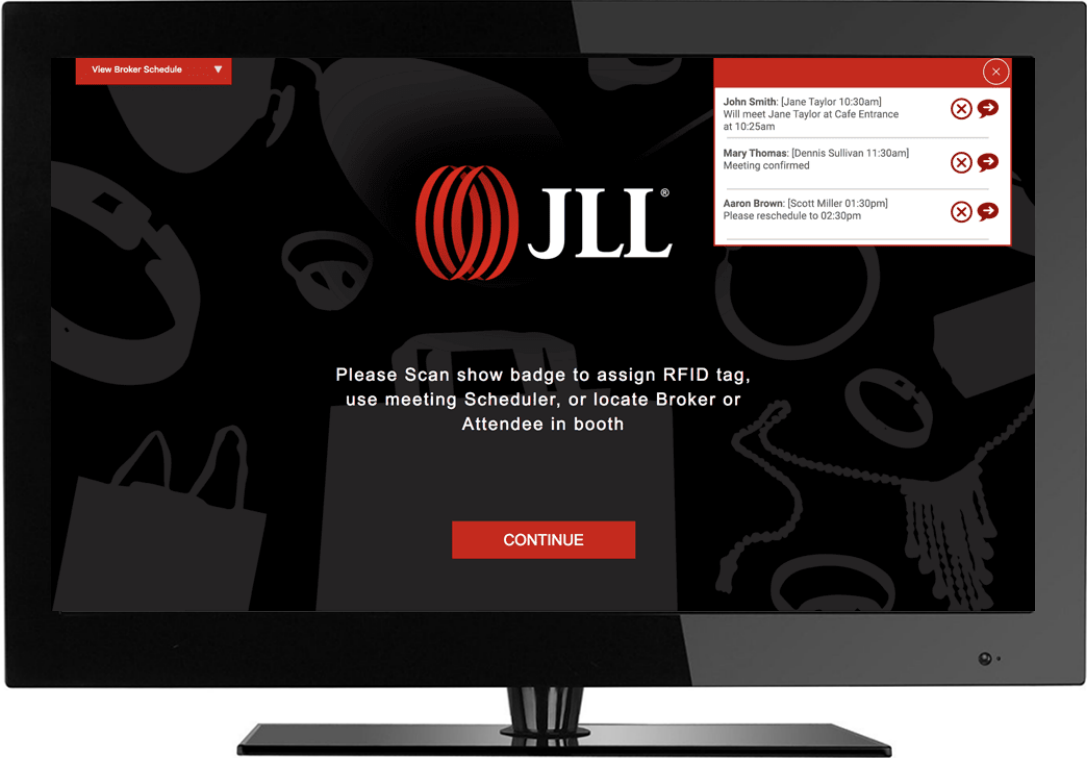 View Broker Schedule
John Smith: [Jane Taylor 10:30am]
Will meet Jane Taylor at Cafe Entrance
at 10:25am
Mary Thomas: [Dennis Sullivan 11:30am]
Meeting confirmed
Aaron Brown: [Scott Miller 01:30pm]
Please reschedule to 02:30pm
JLL®
Please Scan show badge to assign RFID tag,
use meeting Scheduler, or locate Broker or
Attendee in booth
CONTINUE